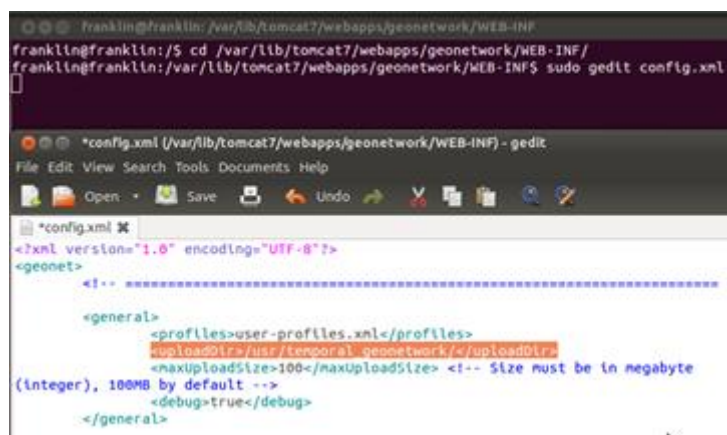 franklin@franklin: /var/lib/tomcat7/webapps/geonetwork/WEB-INF
franklin@franklin:/$ cd /var/lib/tomcat7/webapps/geonetwork/WEB-INF/
franklin@franklin:/var/lib/tomcat7/webapps/geonetwork/WEB-INF$ sudo gedit config.xml
*config.xml (/var/lib/tomcat7/webapps/geonetwork/WEB-INF) - gedit
File Edit View Search Tools Documents Help
Open Save Undo
*config.xml
<?xml version="1.0" encoding="UTF-8"?>
<geonet>
<!-- ======================================================================
<general>
<profiles>user-profiles.xml</profiles>
<uploadDir>/usr/temporal_geonetwork/</uploadDir>
<maxUploadSize>100</maxUploadSize> <!-- Size must be in megabyte
(integer), 100MB by default -->
<debug>true</debug>
</general>